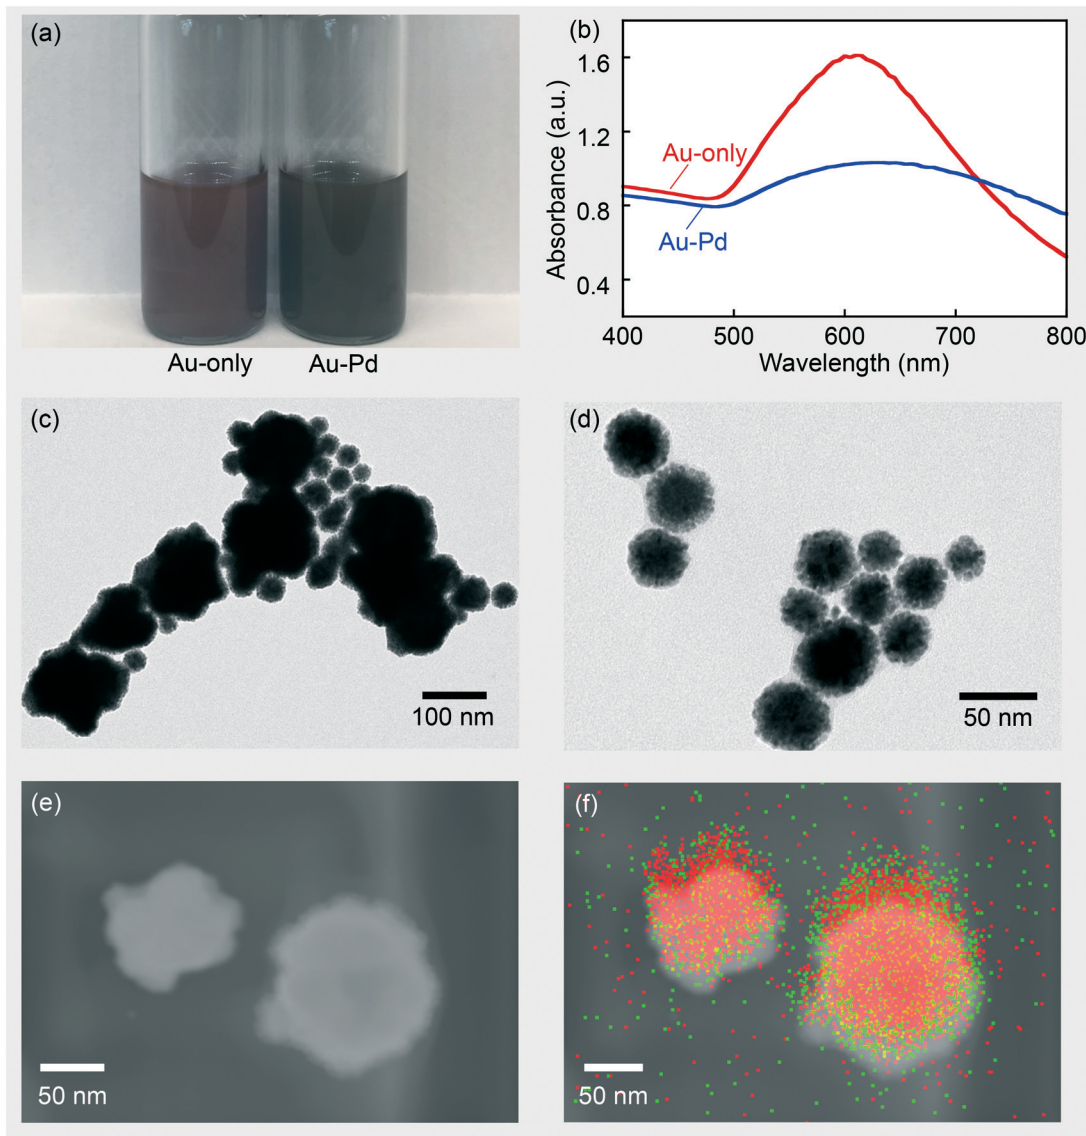 (a)
Au-only Au-Pd
(b)
Absorbance (a.u.)
1.6
1.2
0.8
0.4
Au-only
Au-Pd
400 500 600 700 800
Wavelength (nm)
(c)
100 nm
(d)
50 nm
(e)
50 nm
(f)
50 nm